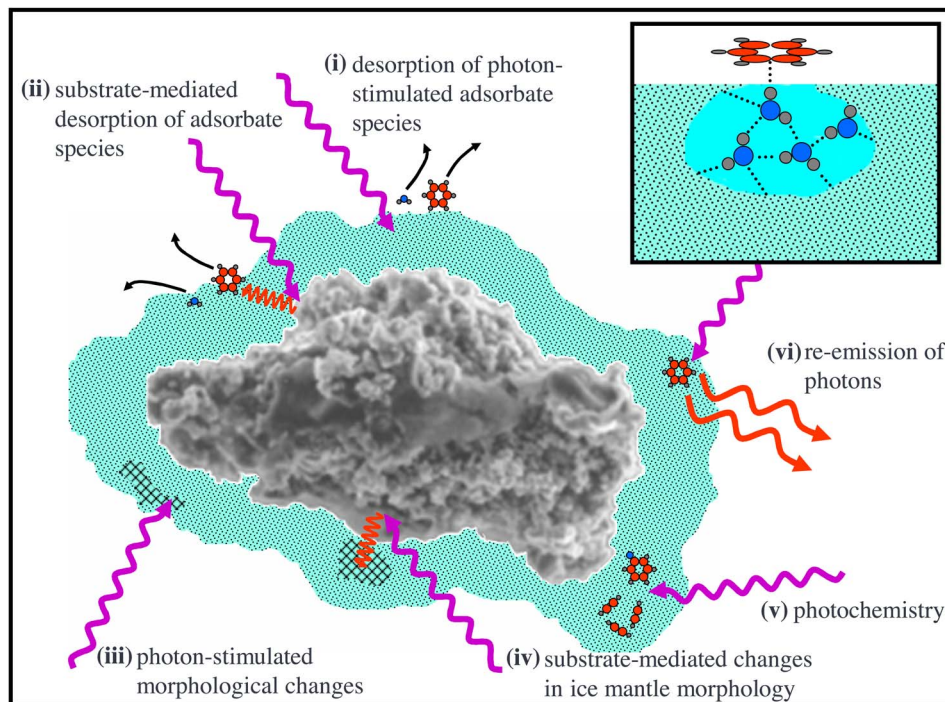 (i) desorption of photon-
stimulated adsorbate
species
(ii) substrate-mediated
desorption of adsorbate
species
(vi) re-emission of
photons
(v) photochemistry
(iii) photon-stimulated
morphological changes
(iv) substrate-mediated changes
in ice mantle morphology